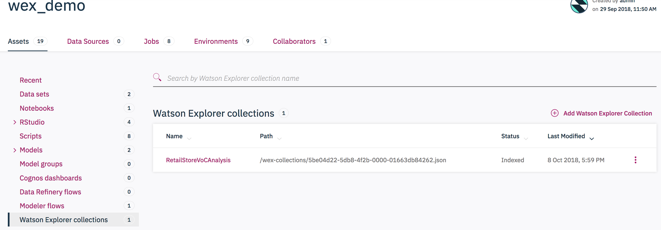 wex_demo
Created by admin
on 29 Sep 2018, 11:50 AM
Assets 19 Data Sources 0 Jobs 8 Environments 9 Collaborators 1
Recent
Data sets 2
Notebooks 1
RStudio 4
Scripts 8
Models 2
Model groups 0
Cognos dashboards 0
Data Refinery flows 0
Modeler flows 1
Watson Explorer collections 1
Search by Watson Explorer collection name
Watson Explorer collections 1
Add Watson Explorer Collection
Name Path Status Last Modified
RetailStoreVoCAnalysis /wex-collections/5be04d22-5db8-4f2b-0000-01663db84262.json Indexed 8 Oct 2018, 5:59 PM